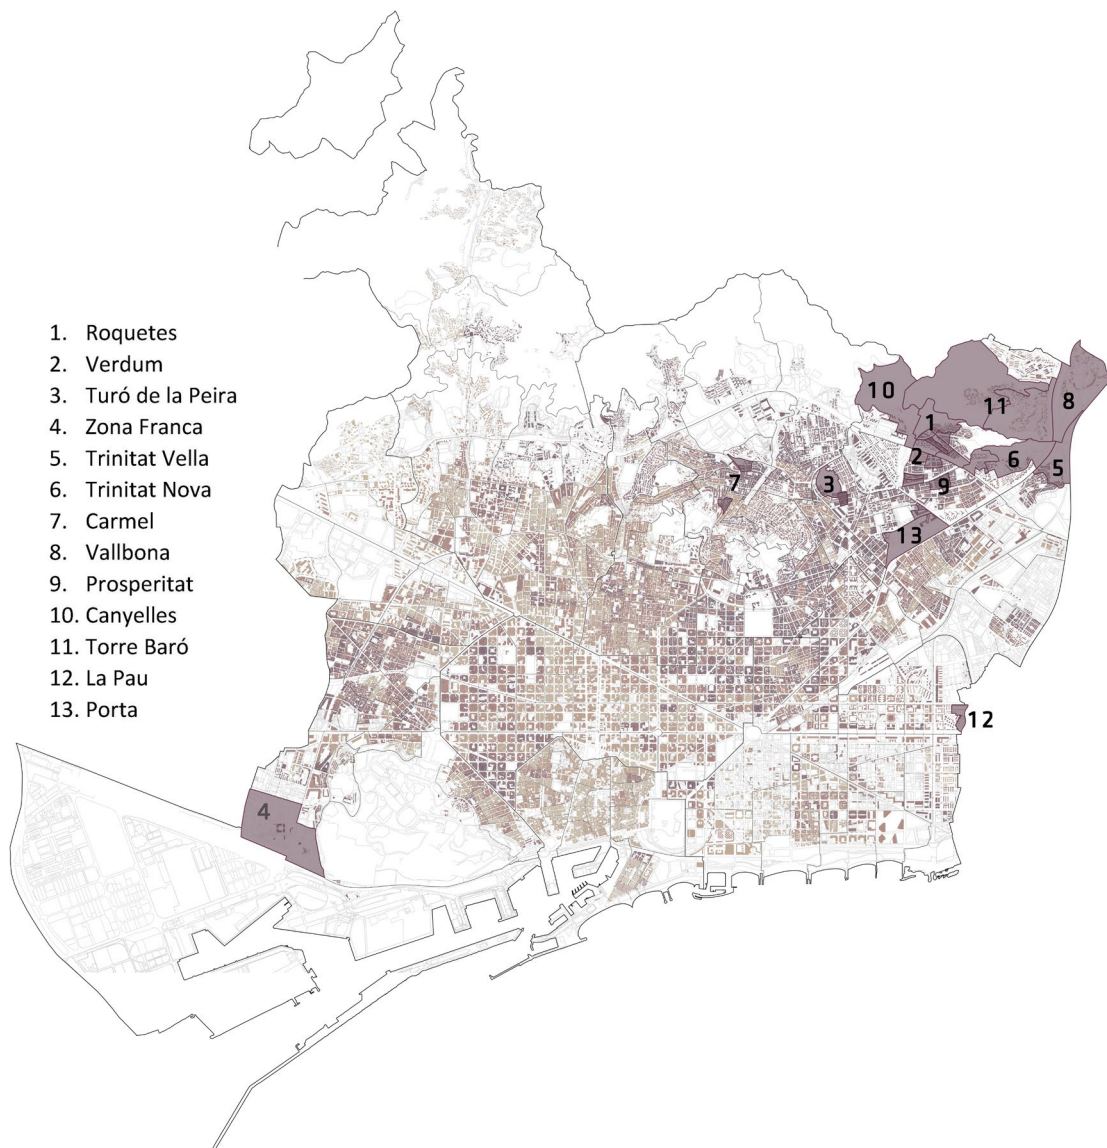 1. Roquetes
2. Verdum
3. Turó de la Peira
4. Zona Franca
5. Trinitat Vella
6. Trinitat Nova
7. Carmel
8. Vallbona
9. Prosperitat
10. Canyelles
11. Torre Baró
12. La Pau
13. Porta
10
11
8
1
2
6
5
7
3
9
13
12
4